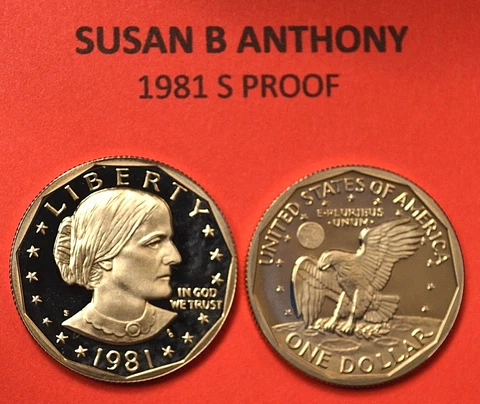 SUSAN B ANTHONY
1981 S PROOF
LIBERTY
IN GOD
WE TRUST
S
1981
UNITED STATES OF AMERICA
E·PLURIBUS
UNUM·
ONE DOLLAR